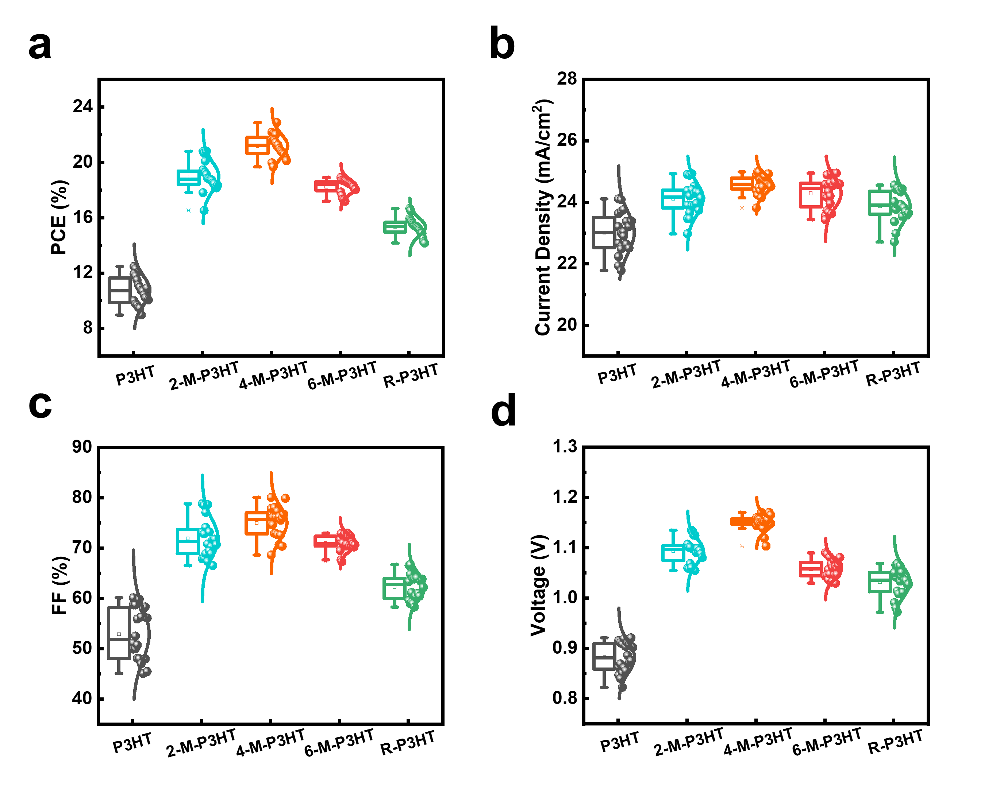 a
24
20
16
12
8
PCE (%)
P3HT
2-M-P3HT
4-M-P3HT
6-M-P3HT
R-P3HT
b
28
26
24
22
20
Current Density (mA/cm²)
P3HT
2-M-P3HT
4-M-P3HT
6-M-P3HT
R-P3HT
c
90
80
70
60
50
40
FF (%)
P3HT
2-M-P3HT
4-M-P3HT
6-M-P3HT
R-P3HT
d
1.3
1.2
1.1
1.0
0.9
0.8
Voltage (V)
P3HT
2-M-P3HT
4-M-P3HT
6-M-P3HT
R-P3HT